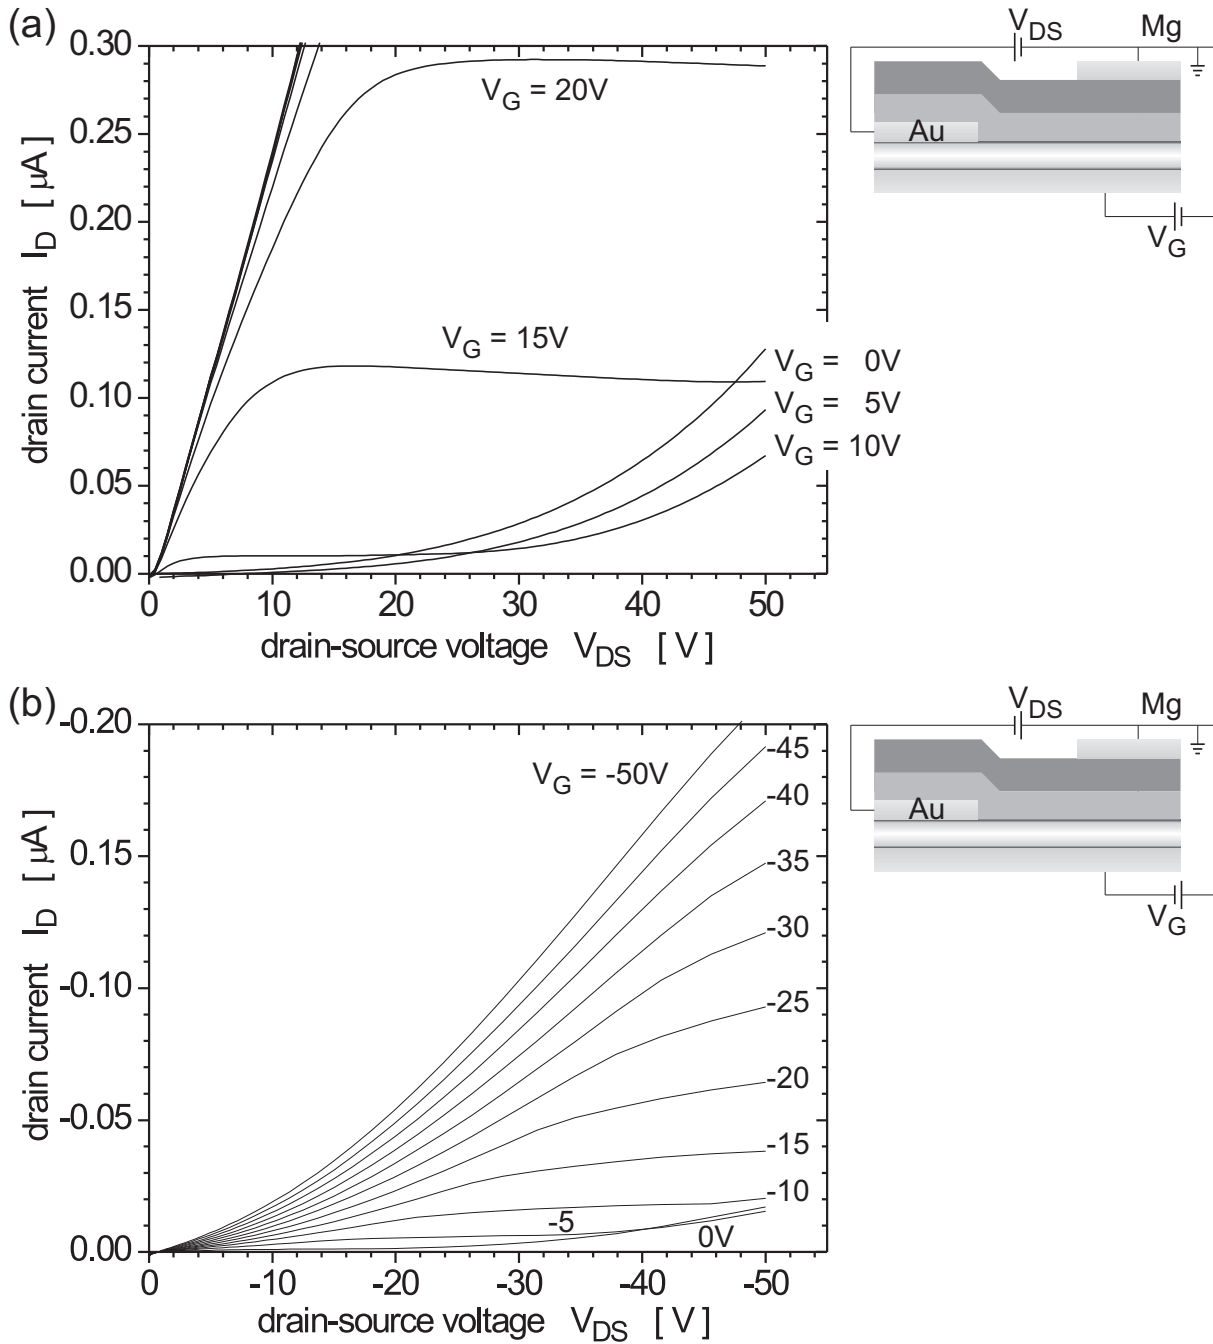 (a)
V_DS
Mg
Au
V_G
0.30
0.25
0.20
0.15
0.10
0.05
0.00
drain current I_D [ µA ]
V_G = 20V
V_G = 15V
V_G = 0V
V_G = 5V
V_G = 10V
0 10 20 30 40 50
drain-source voltage V_DS [ V ]
(b)
V_DS
Mg
Au
V_G
-0.20
0.15
-0.10
-0.05
0.00
drain current I_D [ µA ]
V_G = -50V
-45
-40
-35
-30
-25
-20
-15
-10
-5
0V
0 -10 -20 -30 -40 -50
drain-source voltage V_DS [ V ]